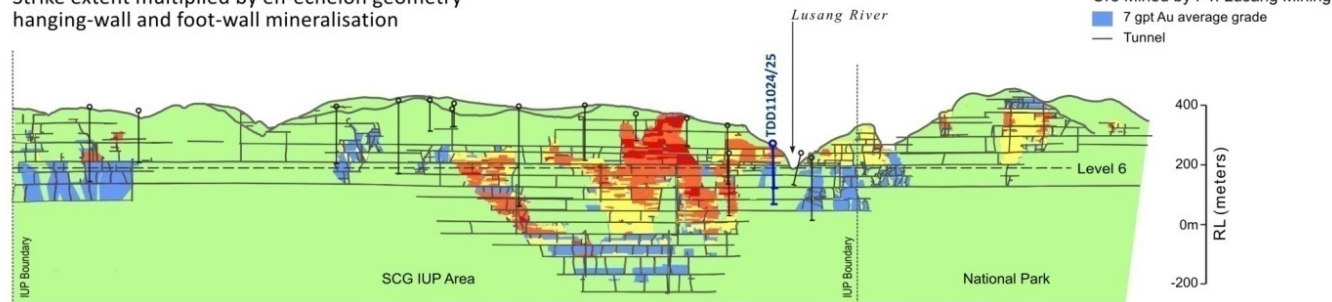 hanging-wall and foot-wall mineralisation
Lusang River
7 gpt Au average grade
Tunnel
TDD11024/25
400
200
0m
-200
RL (meters)
Level 6
IUP Boundary
SCG IUP Area
IUP Boundary
National Park